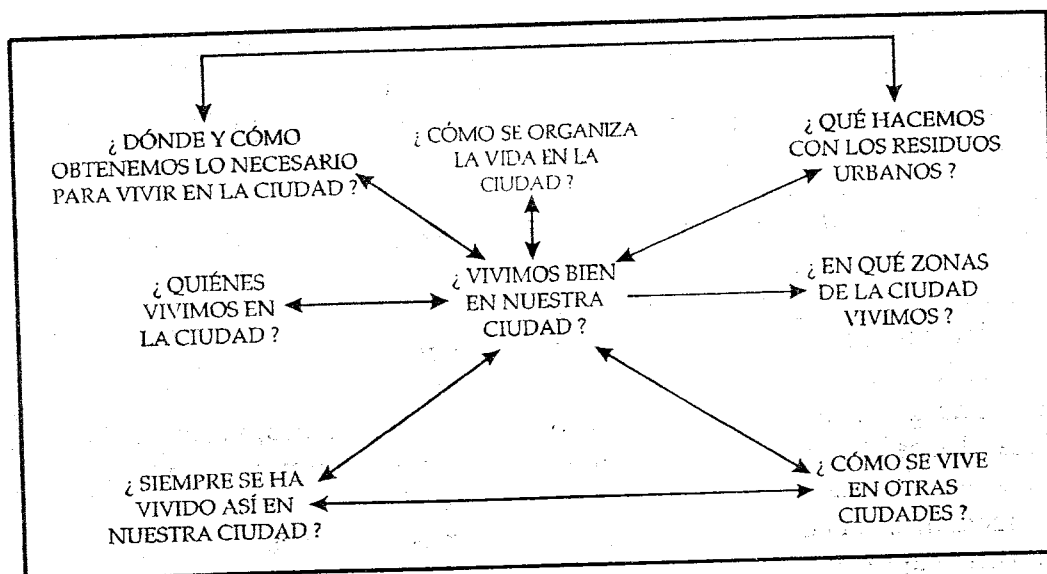 ¿ DÓNDE Y CÓMO
OBTENEMOS LO NECESARIO
PARA VIVIR EN LA CIUDAD ?
¿ CÓMO SE ORGANIZA
LA VIDA EN LA
CIUDAD ?
¿ QUÉ HACEMOS
CON LOS RESIDUOS
URBANOS ?
¿ QUIÉNES
VIVIMOS EN
LA CIUDAD ?
¿ VIVIMOS BIEN
EN NUESTRA
CIUDAD ?
¿ EN QUÉ ZONAS
DE LA CIUDAD
VIVIMOS ?
¿ SIEMPRE SE HA
VIVIDO ASÍ EN
NUESTRA CIUDAD ?
¿ CÓMO SE VIVE
EN OTRAS
CIUDADES ?